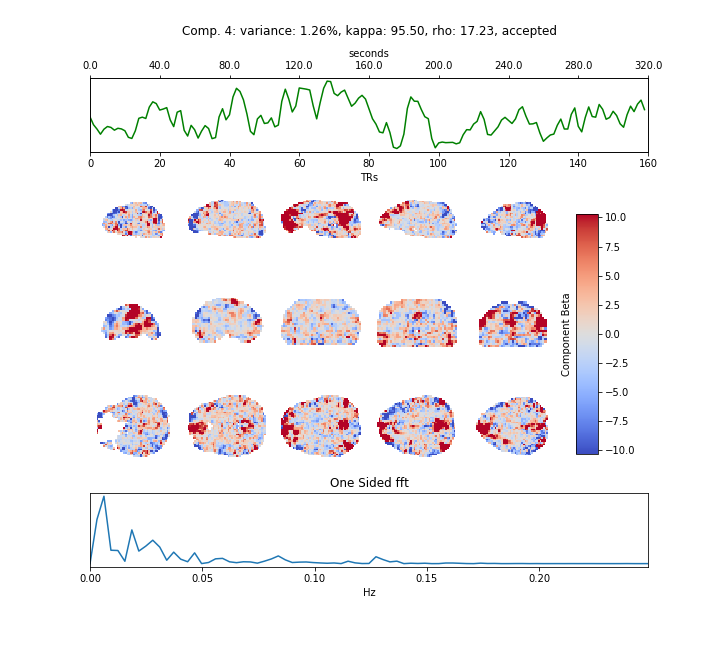 Comp. 4: variance: 1.26%, kappa: 95.50, rho: 17.23, accepted
seconds
0.0 40.0 80.0 120.0 160.0 200.0 240.0 280.0 320.0
0 20 40 60 80 100 120 140 160
TRs
10.0
7.5
5.0
2.5
0.0
−2.5
−5.0
−7.5
−10.0
Component Beta
One Sided fft
0.00 0.05 0.10 0.15 0.20
Hz